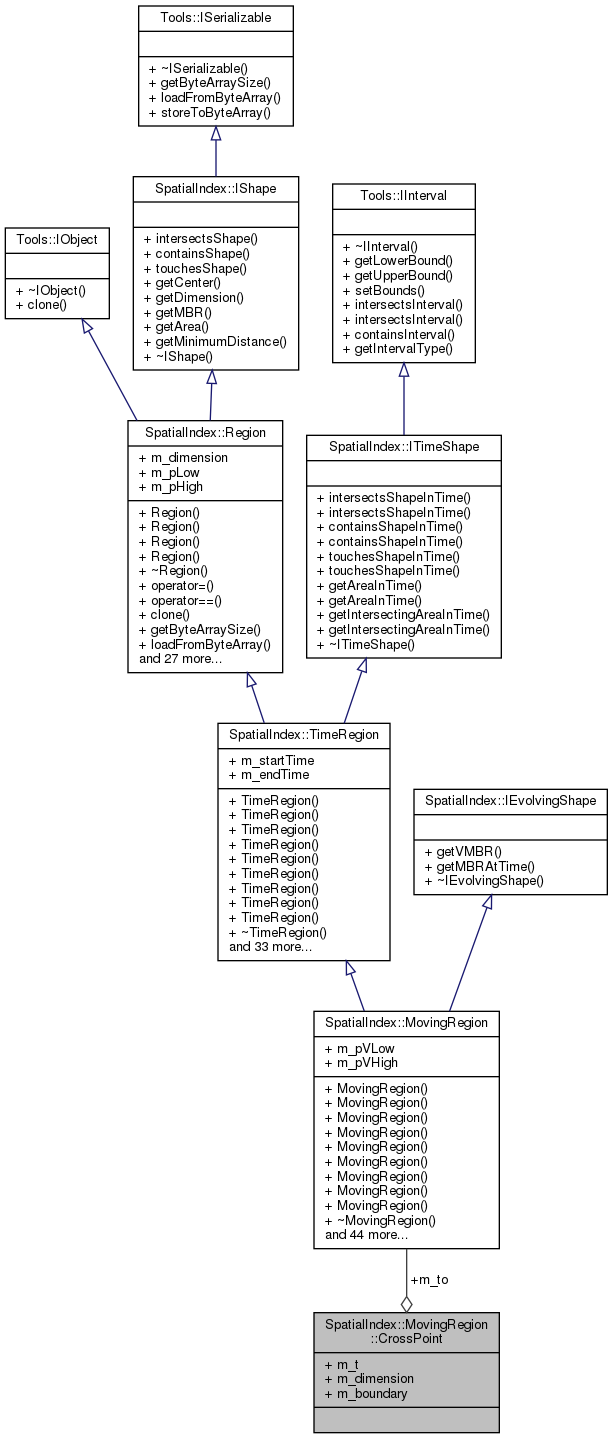 Tools::ISerializable
+ ~ISerializable()
+ getByteArraySize()
+ loadFromByteArray()
+ storeToByteArray()
SpatialIndex::IShape
+ intersectsShape()
+ containsShape()
+ touchesShape()
+ getCenter()
+ getDimension()
+ getMBR()
+ getArea()
+ getMinimumDistance()
+ ~IShape()
Tools::IInterval
+ ~IInterval()
+ getLowerBound()
+ getUpperBound()
+ setBounds()
+ intersectsInterval()
+ intersectsInterval()
+ containsInterval()
+ getIntervalType()
Tools::IObject
+ ~IObject()
+ clone()
SpatialIndex::Region
+ m_dimension
+ m_pLow
+ m_pHigh
+ Region()
+ Region()
+ Region()
+ Region()
+ ~Region()
+ operator=()
+ operator==()
+ clone()
+ getByteArraySize()
+ loadFromByteArray()
and 27 more...
SpatialIndex::ITimeShape
+ intersectsShapeInTime()
+ intersectsShapeInTime()
+ containsShapeInTime()
+ containsShapeInTime()
+ touchesShapeInTime()
+ touchesShapeInTime()
+ getAreaInTime()
+ getAreaInTime()
+ getIntersectingAreaInTime()
+ getIntersectingAreaInTime()
+ ~ITimeShape()
SpatialIndex::TimeRegion
+ m_startTime
+ m_endTime
+ TimeRegion()
+ TimeRegion()
+ TimeRegion()
+ TimeRegion()
+ TimeRegion()
+ TimeRegion()
+ TimeRegion()
+ TimeRegion()
+ TimeRegion()
+ ~TimeRegion()
and 33 more...
SpatialIndex::IEvolvingShape
+ getVMBR()
+ getMBRAtTime()
+ ~IEvolvingShape()
SpatialIndex::MovingRegion
+ m_pVLow
+ m_pVHigh
+ MovingRegion()
+ MovingRegion()
+ MovingRegion()
+ MovingRegion()
+ MovingRegion()
+ MovingRegion()
+ MovingRegion()
+ MovingRegion()
+ MovingRegion()
+ ~MovingRegion()
and 44 more...
+m_to
SpatialIndex::MovingRegion
::CrossPoint
+ m_t
+ m_dimension
+ m_boundary